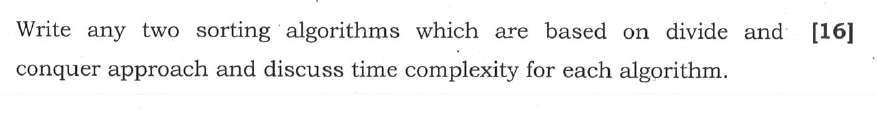 Write any two sorting algorithms which are based on divide and [16]
conquer approach and discuss time complexity for each algorithm.